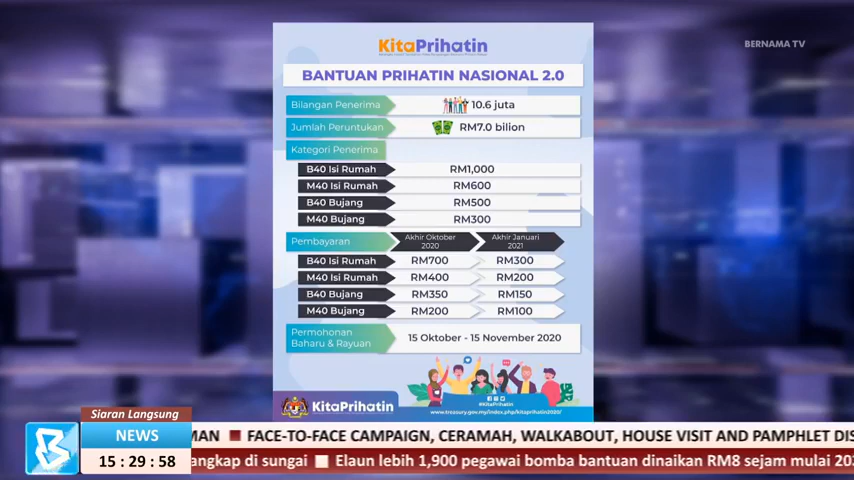 KitaPrihatin
BERNAMA TV
BANTUAN PRIHATIN NASIONAL 2.0
Bilangan Penerima 10.6 juta
Jumlah Peruntukan RM7.0 bilion
Kategori Penerima
B40 Isi Rumah RM1,000
M40 Isi Rumah RM600
B40 Bujang RM500
M40 Bujang RM300
Pembayaran Akhir Oktober 2020 Akhir Januari 2021
B40 Isi Rumah RM700 RM300
M40 Isi Rumah RM400 RM200
B40 Bujang RM350 RM150
M40 Bujang RM200 RM100
Permohonan
Baharu & Rayuan 15 Oktober - 15 November 2020
KitaPrihatin
#KitaPrihatin
www.treasury.gov.my/index.php/kitaprihatin2020/
Siaran Langsung
NEWS
15 : 29 : 58
MAN ■ FACE-TO-FACE CAMPAIGN, CERAMAH, WALKABOUT, HOUSE VISIT AND PAMPHLET DIS
angkap di sungai ■ Elaun lebih 1,900 pegawai bomba bantuan dinaikan RM8 sejam mulai 20